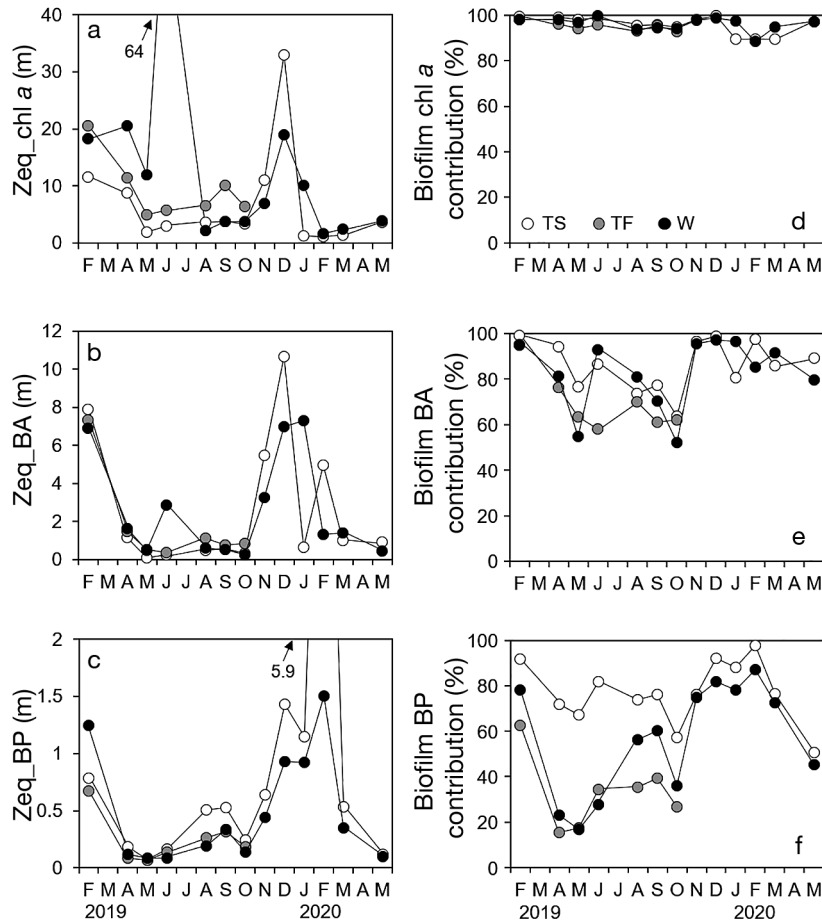 a
64
Zeq_chl a (m)
40
30
20
10
0
F M A M J J A S O N D J F M A M
Biofilm chl a
contribution (%)
100
80
60
40
20
0
TS TF W
d
F M A M J J A S O N D J F M A M
b
Zeq_BA (m)
12
10
8
6
4
2
0
F M A M J J A S O N D J F M A M
Biofilm BA
contribution (%)
100
80
60
40
20
0
e
F M A M J J A S O N D J F M A M
c
5.9
Zeq_BP (m)
2
1.5
1
0.5
0
F M A M J J A S O N D J F M A M
2019 2020
Biofilm BP
contribution (%)
100
80
60
40
20
0
f
F M A M J J A S O N D J F M A M
2019 2020